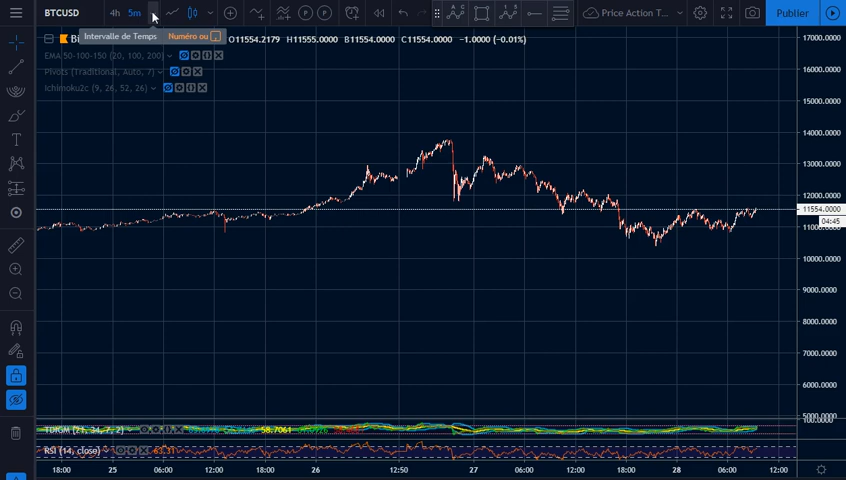 BTCUSD 4h 5m Price Action T... Publier
Intervalle de Temps Numéro ou ,
O11554.2179 H11555.0000 B11554.0000 C11554.0000 −1.0000 (−0.01%)
EMA 50-100-150 (20, 100, 200)
Pivots (Traditional, Auto, 7)
Ichimoku2c (9, 26, 52, 26)
17000.0000
16000.0000
15000.0000
14000.0000
13000.0000
12000.0000
11554.0000
04:45
11000.0000
10000.0000
9000.0000
8000.0000
7000.0000
6000.0000
5000.0000
100.0000
TDIGM (21, 34, 7, 2) 58.7061
RSI (14, close) 63.31
18:00 25 06:00 12:00 18:00 26 12:50 27 06:00 12:00 18:00 28 06:00 12:00